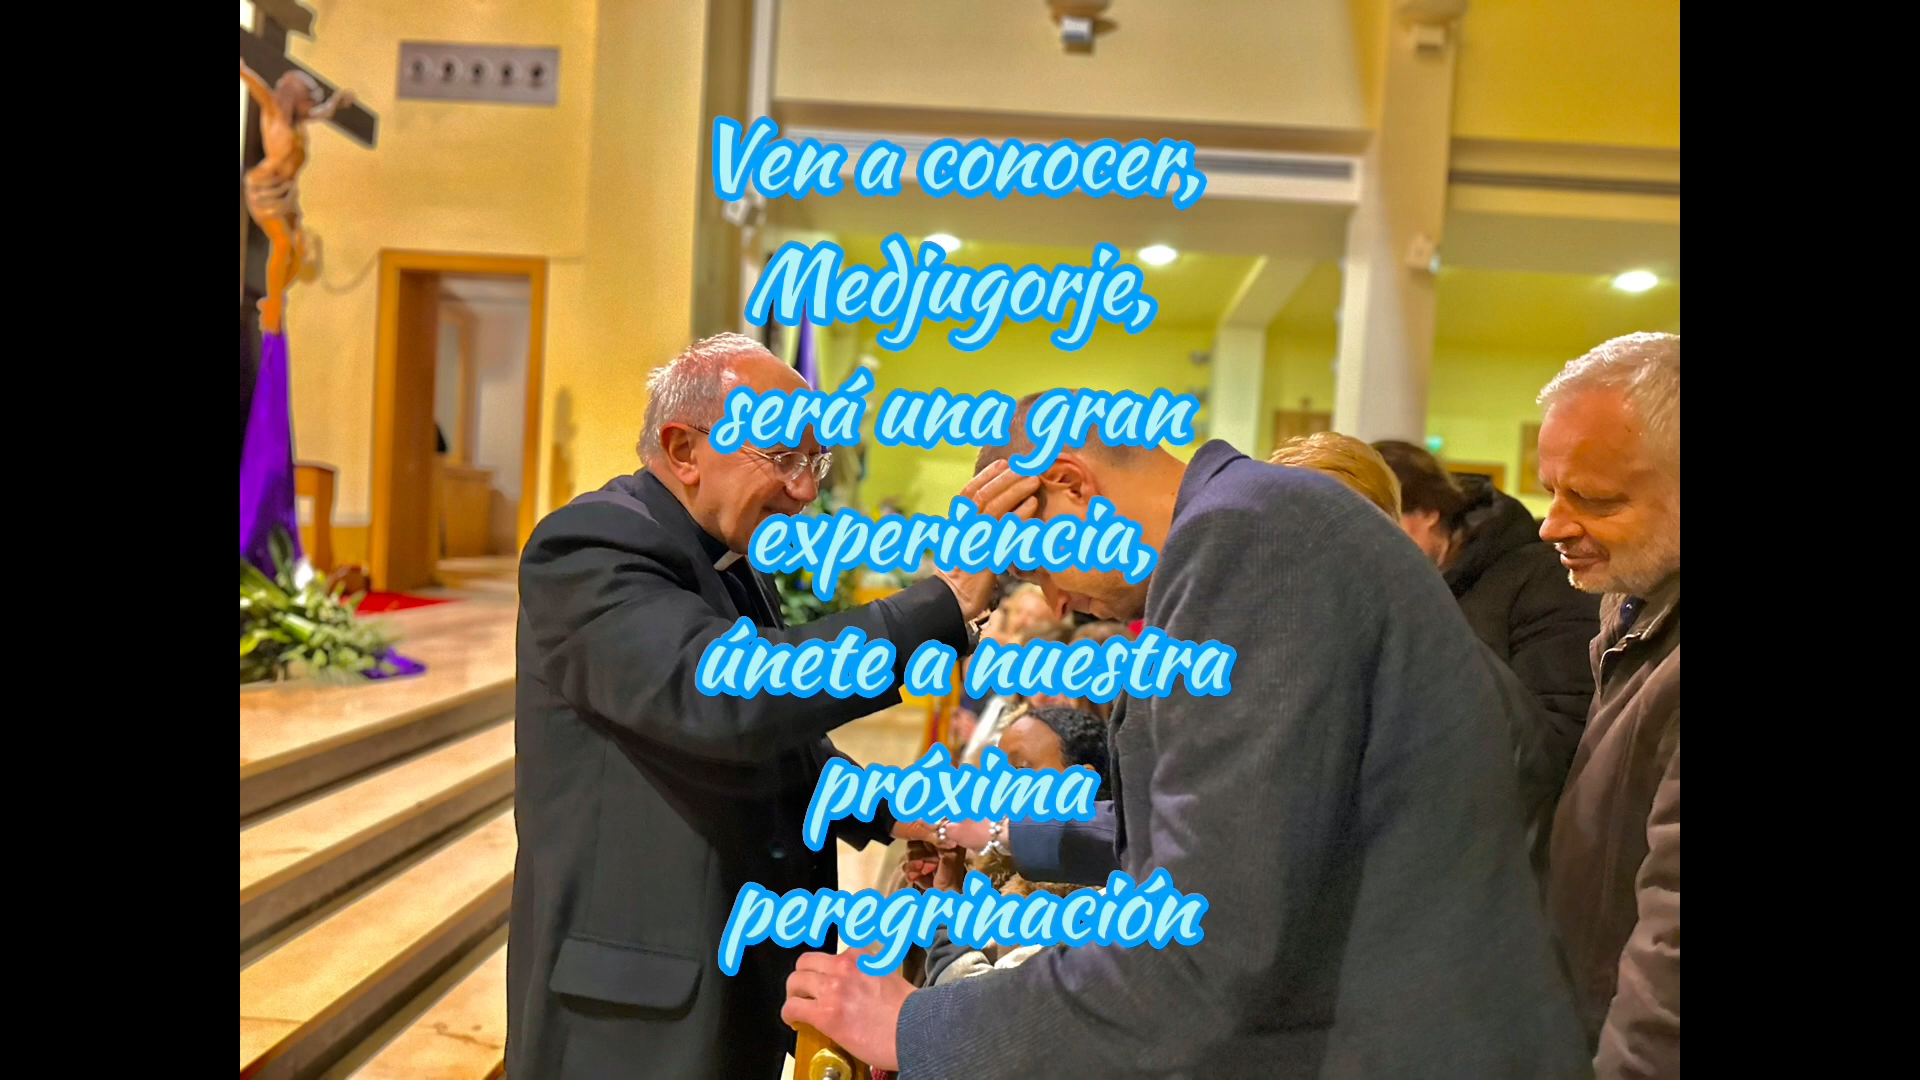 Ven a conocer,
Medjugorje,
será una gran
experiencia,
únete a nuestra
próxima
peregrinación